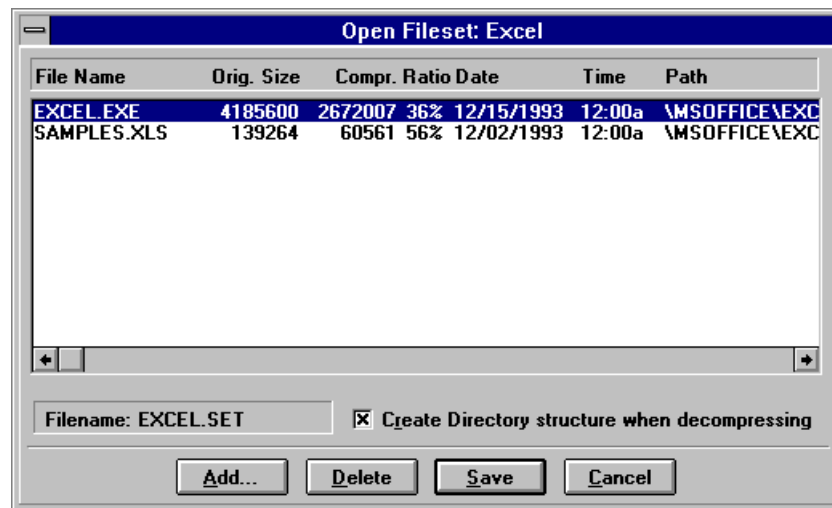 Open Fileset: Excel
File Name Orig. Size Compr. Ratio Date Time Path
EXCEL.EXE 4185600 2672007 36% 12/15/1993 12:00a \MSOFFICE\EXC
SAMPLES.XLS 139264 60561 56% 12/02/1993 12:00a \MSOFFICE\EXC
Filename: EXCEL.SET Create Directory structure when decompressing
Add... Delete Save Cancel